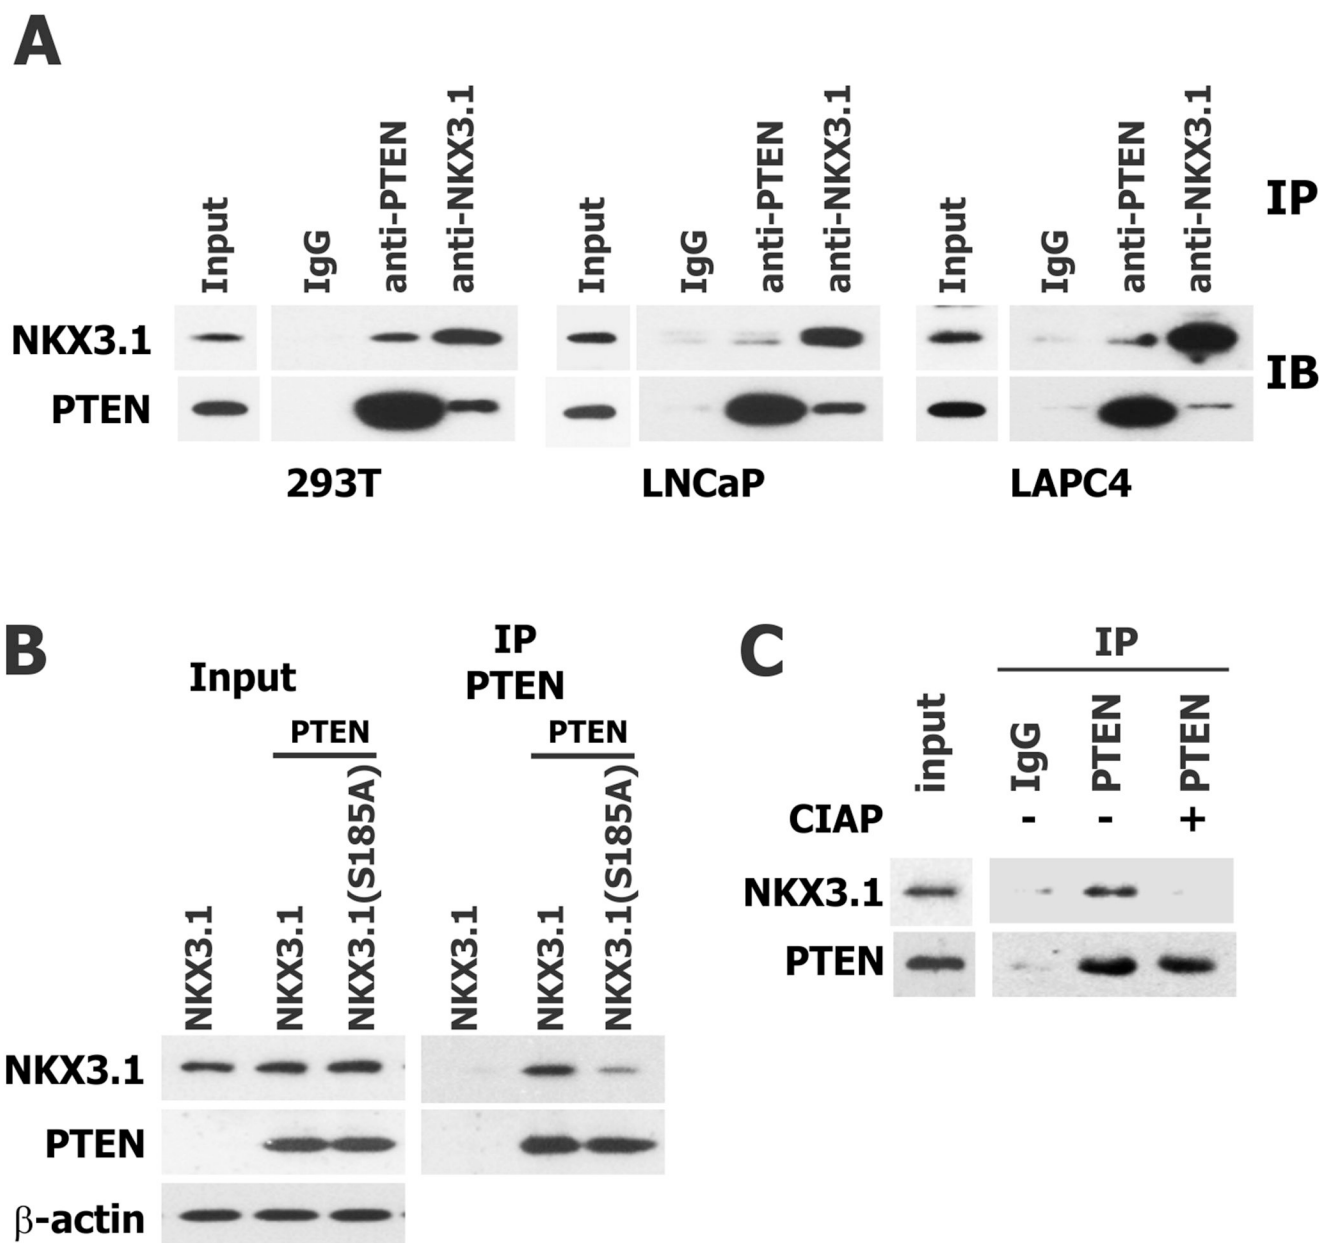 A
Input
IgG
anti-PTEN
anti-NKX3.1
Input
IgG
anti-PTEN
anti-NKX3.1
Input
IgG
anti-PTEN
anti-NKX3.1
IP
NKX3.1
PTEN
IB
293T
LNCaP
LAPC4
B
Input
IP
PTEN
PTEN
PTEN
NKX3.1
NKX3.1
NKX3.1(S185A)
NKX3.1
NKX3.1
NKX3.1(S185A)
NKX3.1
PTEN
β-actin
C
IP
input
IgG
PTEN
PTEN
CIAP - - +
NKX3.1
PTEN